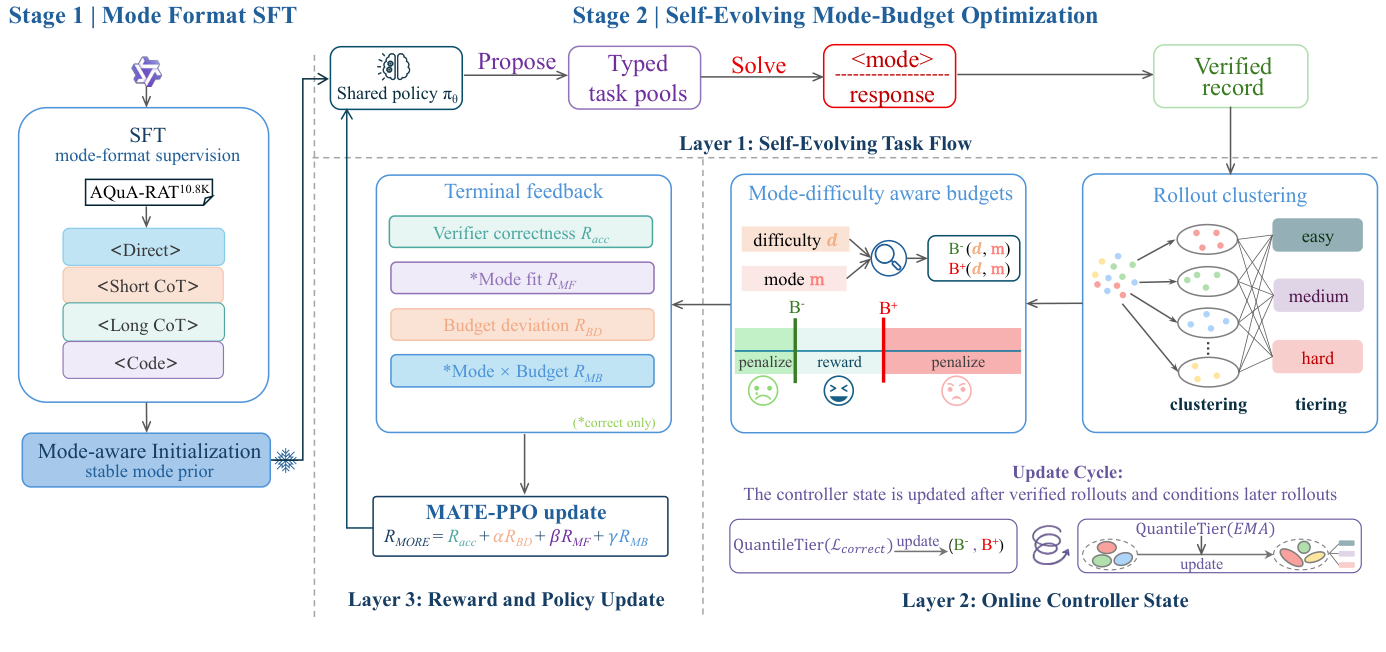 Stage 1 | Mode Format SFT
SFT
mode-format supervision
AQuA-RAT10.8K
<Direct>
<Short CoT>
<Long CoT>
<Code>
Mode-aware Initialization
stable mode prior
Stage 2 | Self-Evolving Mode-Budget Optimization
Shared policy πθ
Propose
Typed
task pools
Solve
<mode>
response
Verified
record
Layer 1: Self-Evolving Task Flow
Rollout clustering
easy
medium
hard
clustering
tiering
Mode-difficulty aware budgets
difficulty d
mode m
B-(d, m)
B+(d, m)
B-
B+
penalize
reward
penalize
Terminal feedback
Verifier correctness Racc
*Mode fit RMF
Budget deviation RBD
*Mode × Budget RMB
(*correct only)
MATE-PPO update
RMORE = Racc + αRBD + βRMF + γRMB
Layer 3: Reward and Policy Update
Update Cycle:
The controller state is updated after verified rollouts and conditions later rollouts
QuantileTier(ℒcorrect) update (B- , B+)
QuantileTier(EMA)
update
Layer 2: Online Controller State